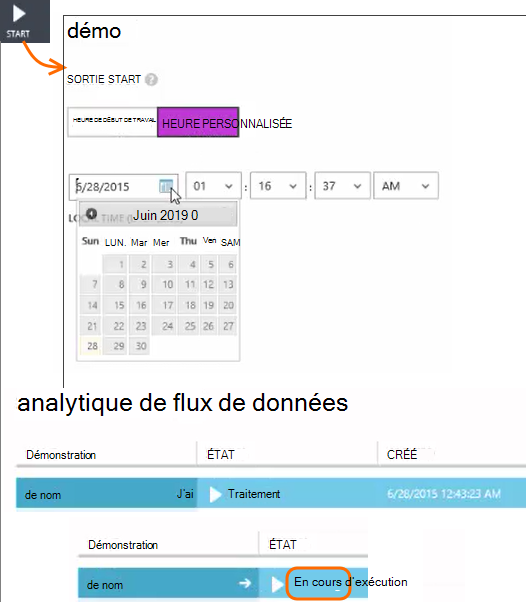 START
démo
SORTIE START ?
HEURE DE DÉBUT DE TRAVAIL HEURE PERSONNALISÉE
6/28/2015 01 : 16 : 37 AM
LOCAL TIME
Juin 2019 0
Sun LUN. Mar Mer Thu Ven SAM
1 2 3 4 5 6
7 8 9 10 11 12 13
14 15 16 17 18 19 20
21 22 23 24 25 26 27
28 29 30
analytique de flux de données
Démonstration ÉTAT CRÉÉ
de nom J'ai Traitement 6/28/2015 12:43:23 AM
Démonstration ÉTAT
de nom En cours d'exécution